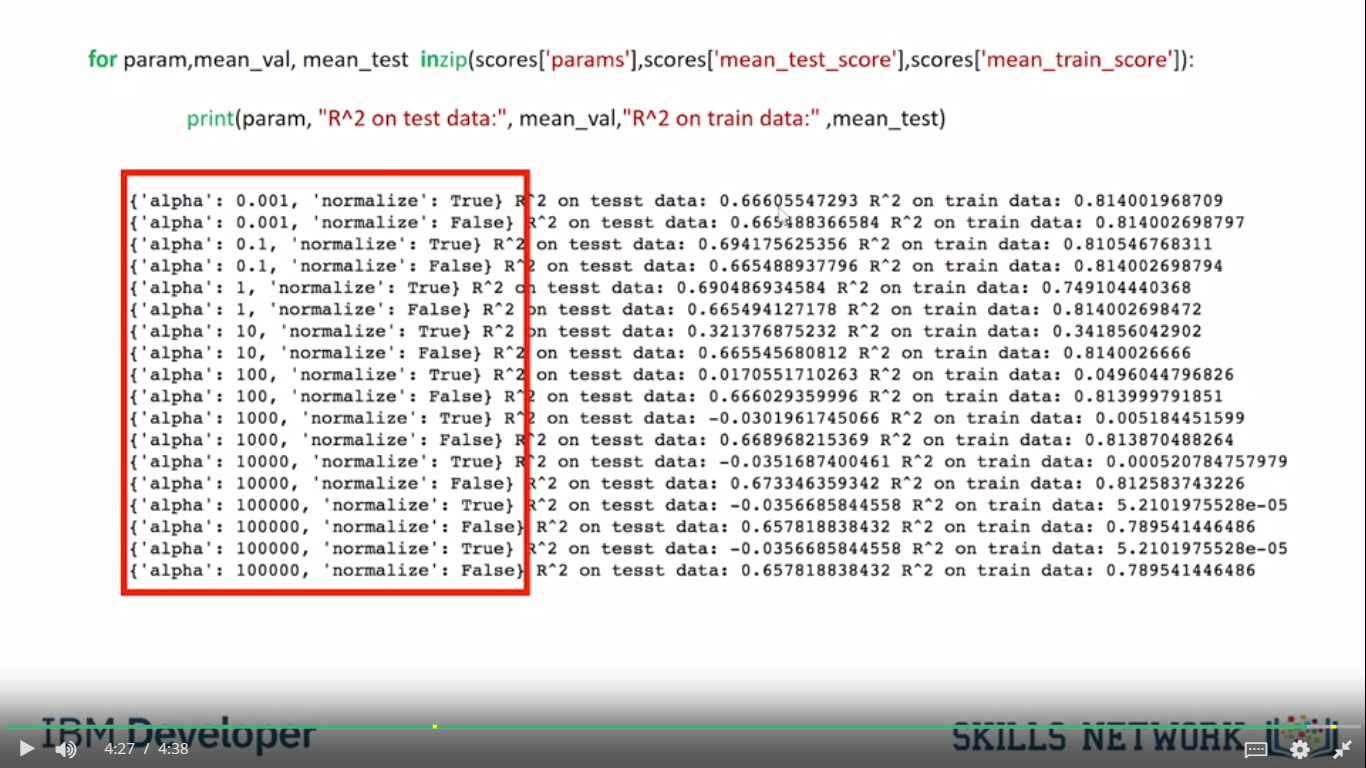 for param,mean_val, mean_test inzip(scores['params'],scores['mean_test_score'],scores['mean_train_score']):
print(param, "R^2 on test data:", mean_val,"R^2 on train data:" ,mean_test)
{'alpha': 0.001, 'normalize': True} R^2 on tesst data: 0.66605547293 R^2 on train data: 0.814001968709
{'alpha': 0.001, 'normalize': False} R^2 on tesst data: 0.665488366584 R^2 on train data: 0.814002698797
{'alpha': 0.1, 'normalize': True} R^2 on tesst data: 0.694175625356 R^2 on train data: 0.810546768311
{'alpha': 0.1, 'normalize': False} R^2 on tesst data: 0.665488937796 R^2 on train data: 0.814002698794
{'alpha': 1, 'normalize': True} R^2 on tesst data: 0.690486934584 R^2 on train data: 0.749104440368
{'alpha': 1, 'normalize': False} R^2 on tesst data: 0.665494127178 R^2 on train data: 0.814002698472
{'alpha': 10, 'normalize': True} R^2 on tesst data: 0.321376875232 R^2 on train data: 0.341856042902
{'alpha': 10, 'normalize': False} R^2 on tesst data: 0.665545680812 R^2 on train data: 0.8140026666
{'alpha': 100, 'normalize': True} R^2 on tesst data: 0.0170551710263 R^2 on train data: 0.0496044796826
{'alpha': 100, 'normalize': False} R^2 on tesst data: 0.666029359996 R^2 on train data: 0.813999791851
{'alpha': 1000, 'normalize': True} R^2 on tesst data: -0.0301961745066 R^2 on train data: 0.005184451599
{'alpha': 1000, 'normalize': False} R^2 on tesst data: 0.668968215369 R^2 on train data: 0.813870488264
{'alpha': 10000, 'normalize': True} R^2 on tesst data: -0.0351687400461 R^2 on train data: 0.000520784757979
{'alpha': 10000, 'normalize': False} R^2 on tesst data: 0.673346359342 R^2 on train data: 0.812583743226
{'alpha': 100000, 'normalize': True} R^2 on tesst data: -0.0356685844558 R^2 on train data: 5.2101975528e-05
{'alpha': 100000, 'normalize': False} R^2 on tesst data: 0.657818838432 R^2 on train data: 0.789541446486
{'alpha': 100000, 'normalize': True} R^2 on tesst data: -0.0356685844558 R^2 on train data: 5.2101975528e-05
{'alpha': 100000, 'normalize': False} R^2 on tesst data: 0.657818838432 R^2 on train data: 0.789541446486
IBM Developer
SKILLS NETWORK
4:27 / 4:38